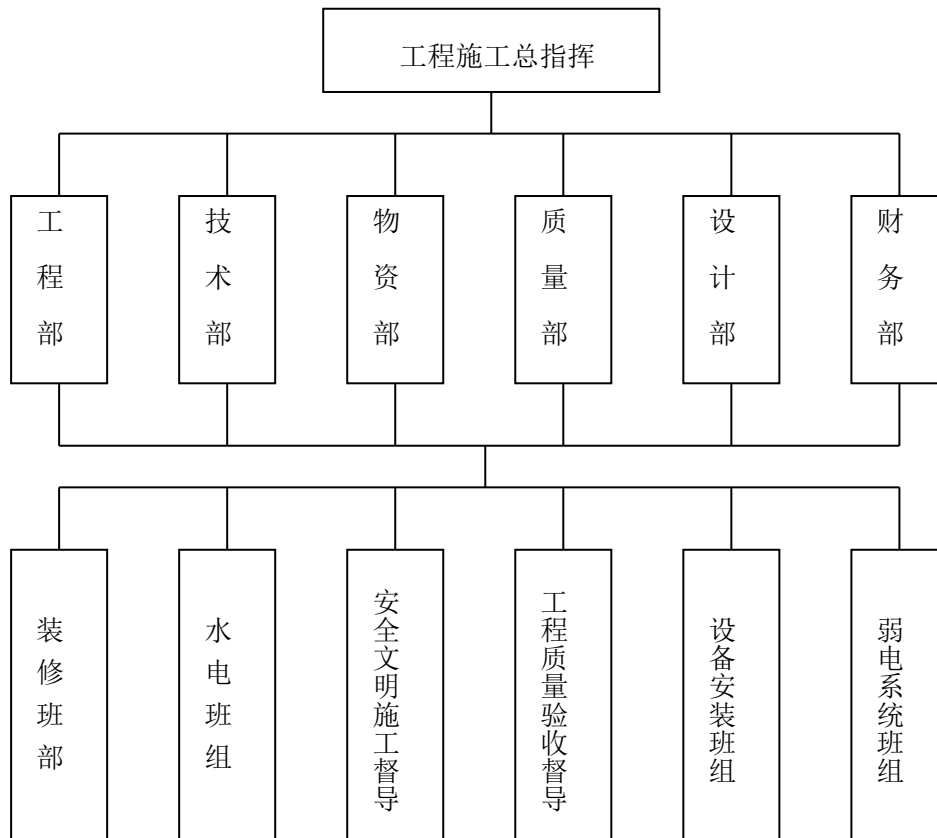 工程施工总指挥
工程部
技术部
物资部
质量部
设计部
财务部
装修班部
水电班组
安全文明施工督导
工程质量验收督导
设备安装班组
弱电系统班组